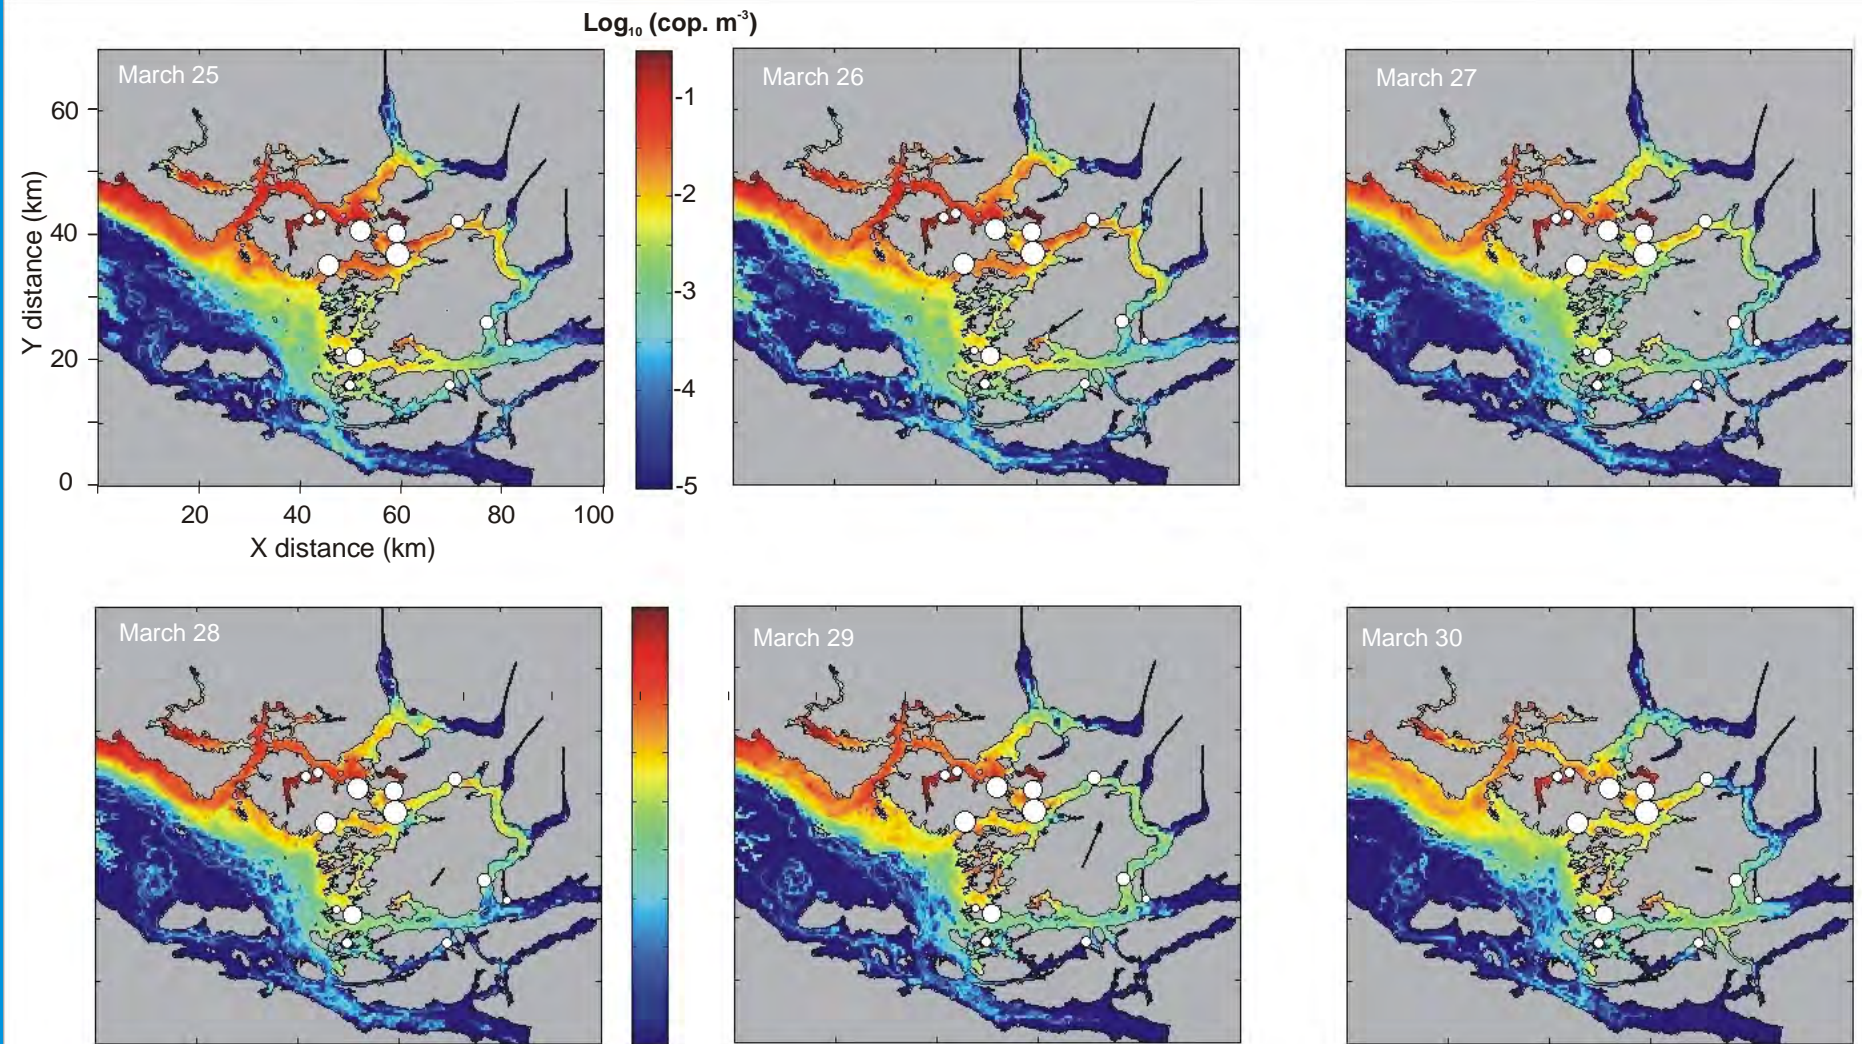 Log₁₀ (cop. m⁻³)
March 25
March 26
March 27
60
40
20
0
Y distance (km)
-1
-2
-3
-4
-5
20 40 60 80 100
X distance (km)
March 28
March 29
March 30